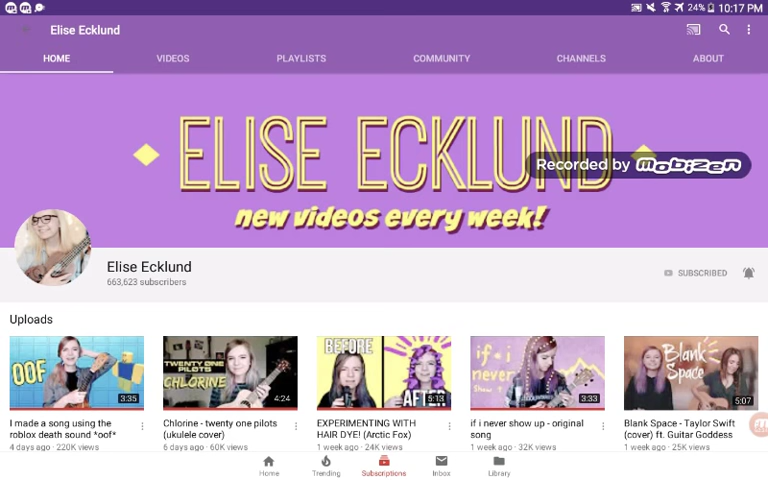 24% 10:17 PM
Elise Ecklund
HOME VIDEOS PLAYLISTS COMMUNITY CHANNELS ABOUT
ELISE ECKLUND
Recorded by mobizen
new videos every week!
Elise Ecklund
663,623 subscribers
SUBSCRIBED
Uploads
OOF
3:35
TWENTY ONE
PILOTS
CHLORINE
4:24
BEFORE
AFTER
5:13
if i
never
show up
3:33
Blank
Space
5:07
I made a song using the
roblox death sound *oof*
4 days ago · 220K views
Chlorine - twenty one pilots
(ukulele cover)
6 days ago · 60K views
EXPERIMENTING WITH
HAIR DYE! (Arctic Fox)
1 week ago · 24K views
if i never show up - original
song
1 week ago · 32K views
Blank Space - Taylor Swift
(cover) ft. Guitar Goddess
1 week ago · 25K views
Home Trending Subscriptions Inbox Library